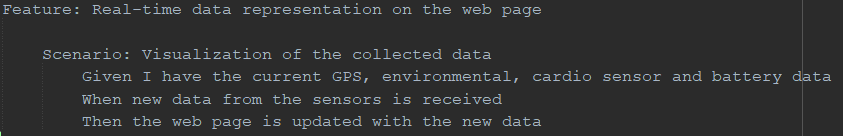 Feature: Real-time data representation on the web page
Scenario: Visualization of the collected data
Given I have the current GPS, environmental, cardio sensor and battery data
When new data from the sensors is received
Then the web page is updated with the new data